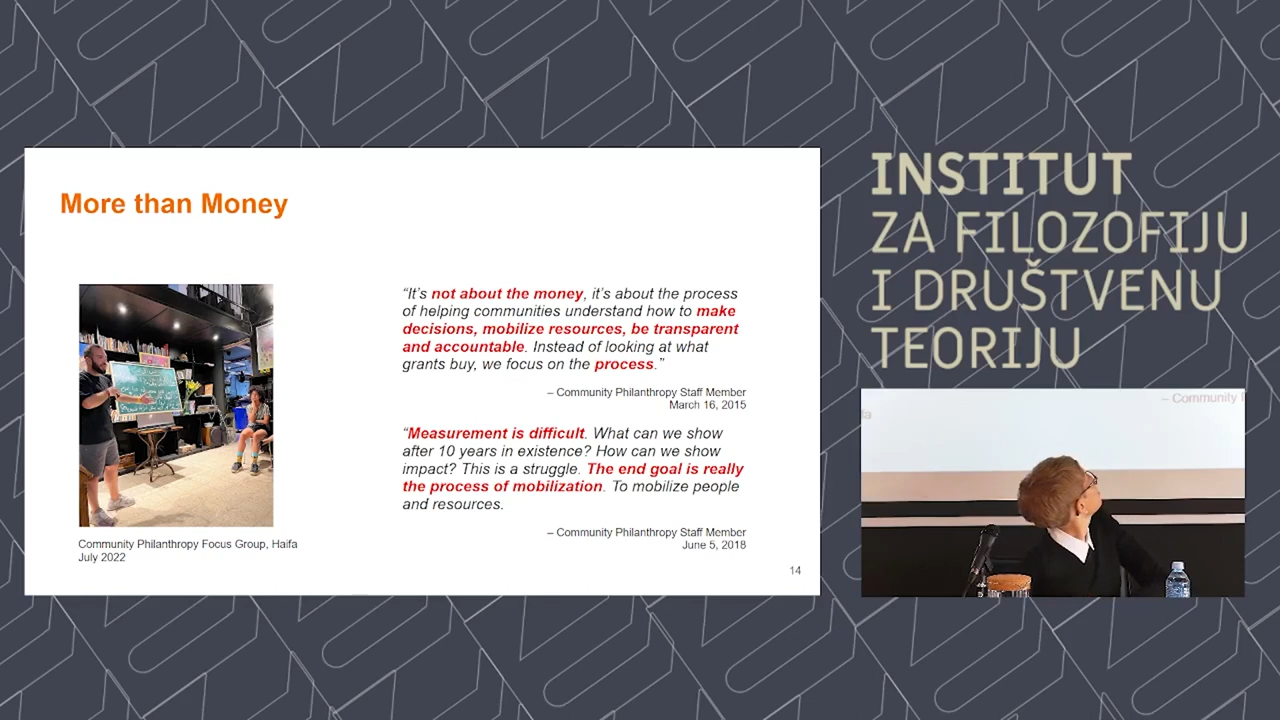 More than Money
“It’s not about the money, it’s about the process
of helping communities understand how to make
decisions, mobilize resources, be transparent
and accountable. Instead of looking at what
grants buy, we focus on the process.”
– Community Philanthropy Staff Member
March 16, 2015
“Measurement is difficult. What can we show
after 10 years in existence? How can we show
impact? This is a struggle. The end goal is really
the process of mobilization. To mobilize people
and resources.
– Community Philanthropy Staff Member
June 5, 2018
Community Philanthropy Focus Group, Haifa
July 2022
14
INSTITUT
ZA FILOZOFIJU
I DRUŠTVENU
TEORIJU
– Community
fa